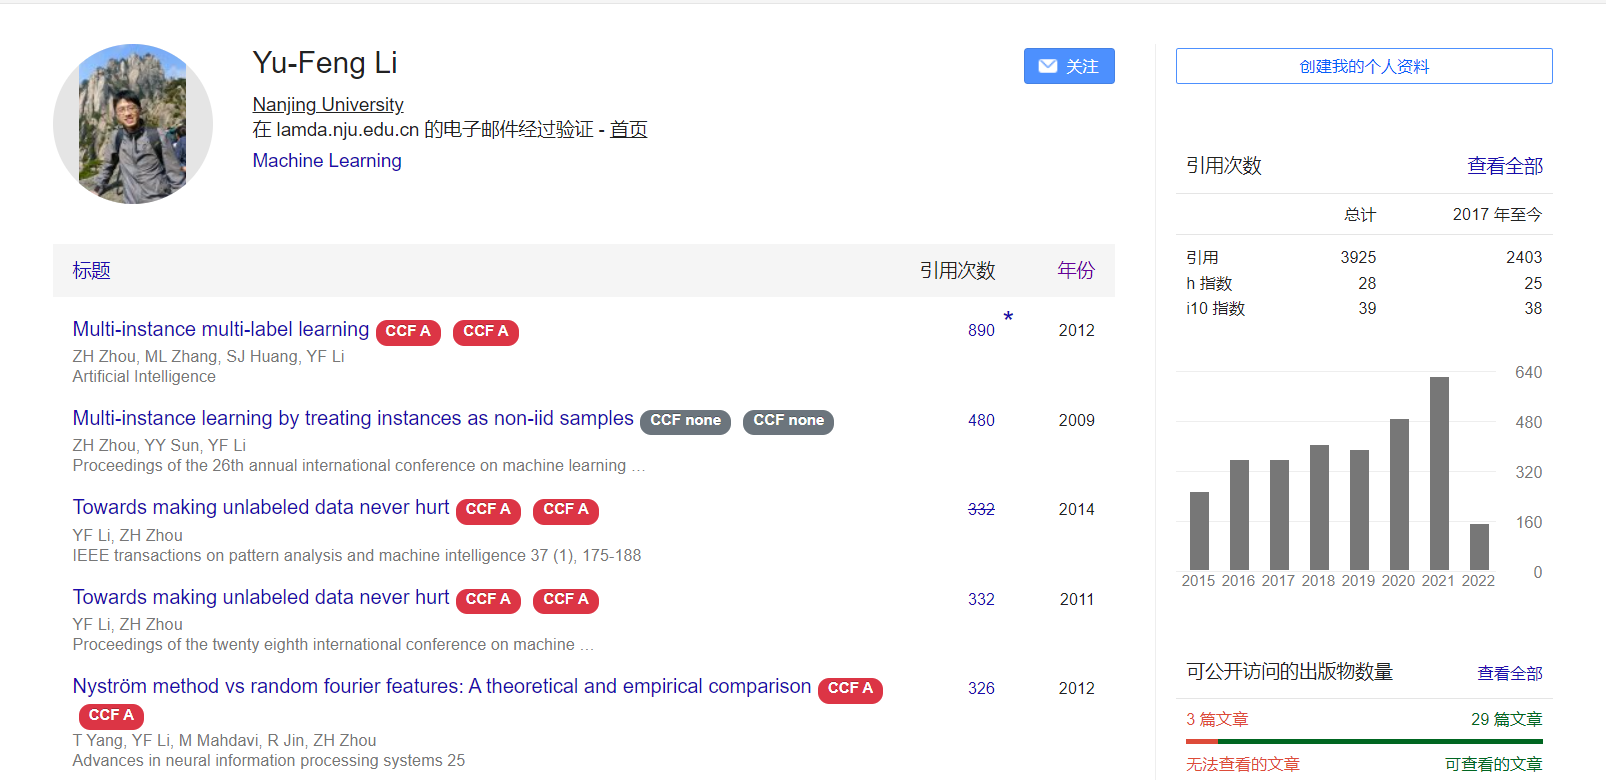 Yu-Feng Li
关注
Nanjing University
在 lamda.nju.edu.cn 的电子邮件经过验证 - 首页
Machine Learning
标题 引用次数 年份
Multi-instance multi-label learning CCF A CCF A 890 * 2012
ZH Zhou, ML Zhang, SJ Huang, YF Li
Artificial Intelligence
Multi-instance learning by treating instances as non-iid samples CCF none CCF none 480 2009
ZH Zhou, YY Sun, YF Li
Proceedings of the 26th annual international conference on machine learning …
Towards making unlabeled data never hurt CCF A CCF A 332 2014
YF Li, ZH Zhou
IEEE transactions on pattern analysis and machine intelligence 37 (1), 175-188
Towards making unlabeled data never hurt CCF A CCF A 332 2011
YF Li, ZH Zhou
Proceedings of the twenty eighth international conference on machine …
Nyström method vs random fourier features: A theoretical and empirical comparison CCF A 326 2012
CCF A
T Yang, YF Li, M Mahdavi, R Jin, ZH Zhou
Advances in neural information processing systems 25
创建我的个人资料
引用次数 查看全部
总计 2017 年至今
引用 3925 2403
h 指数 28 25
i10 指数 39 38
640
480
320
160
0
2015 2016 2017 2018 2019 2020 2021 2022
可公开访问的出版物数量 查看全部
3 篇文章 29 篇文章
无法查看的文章 可查看的文章